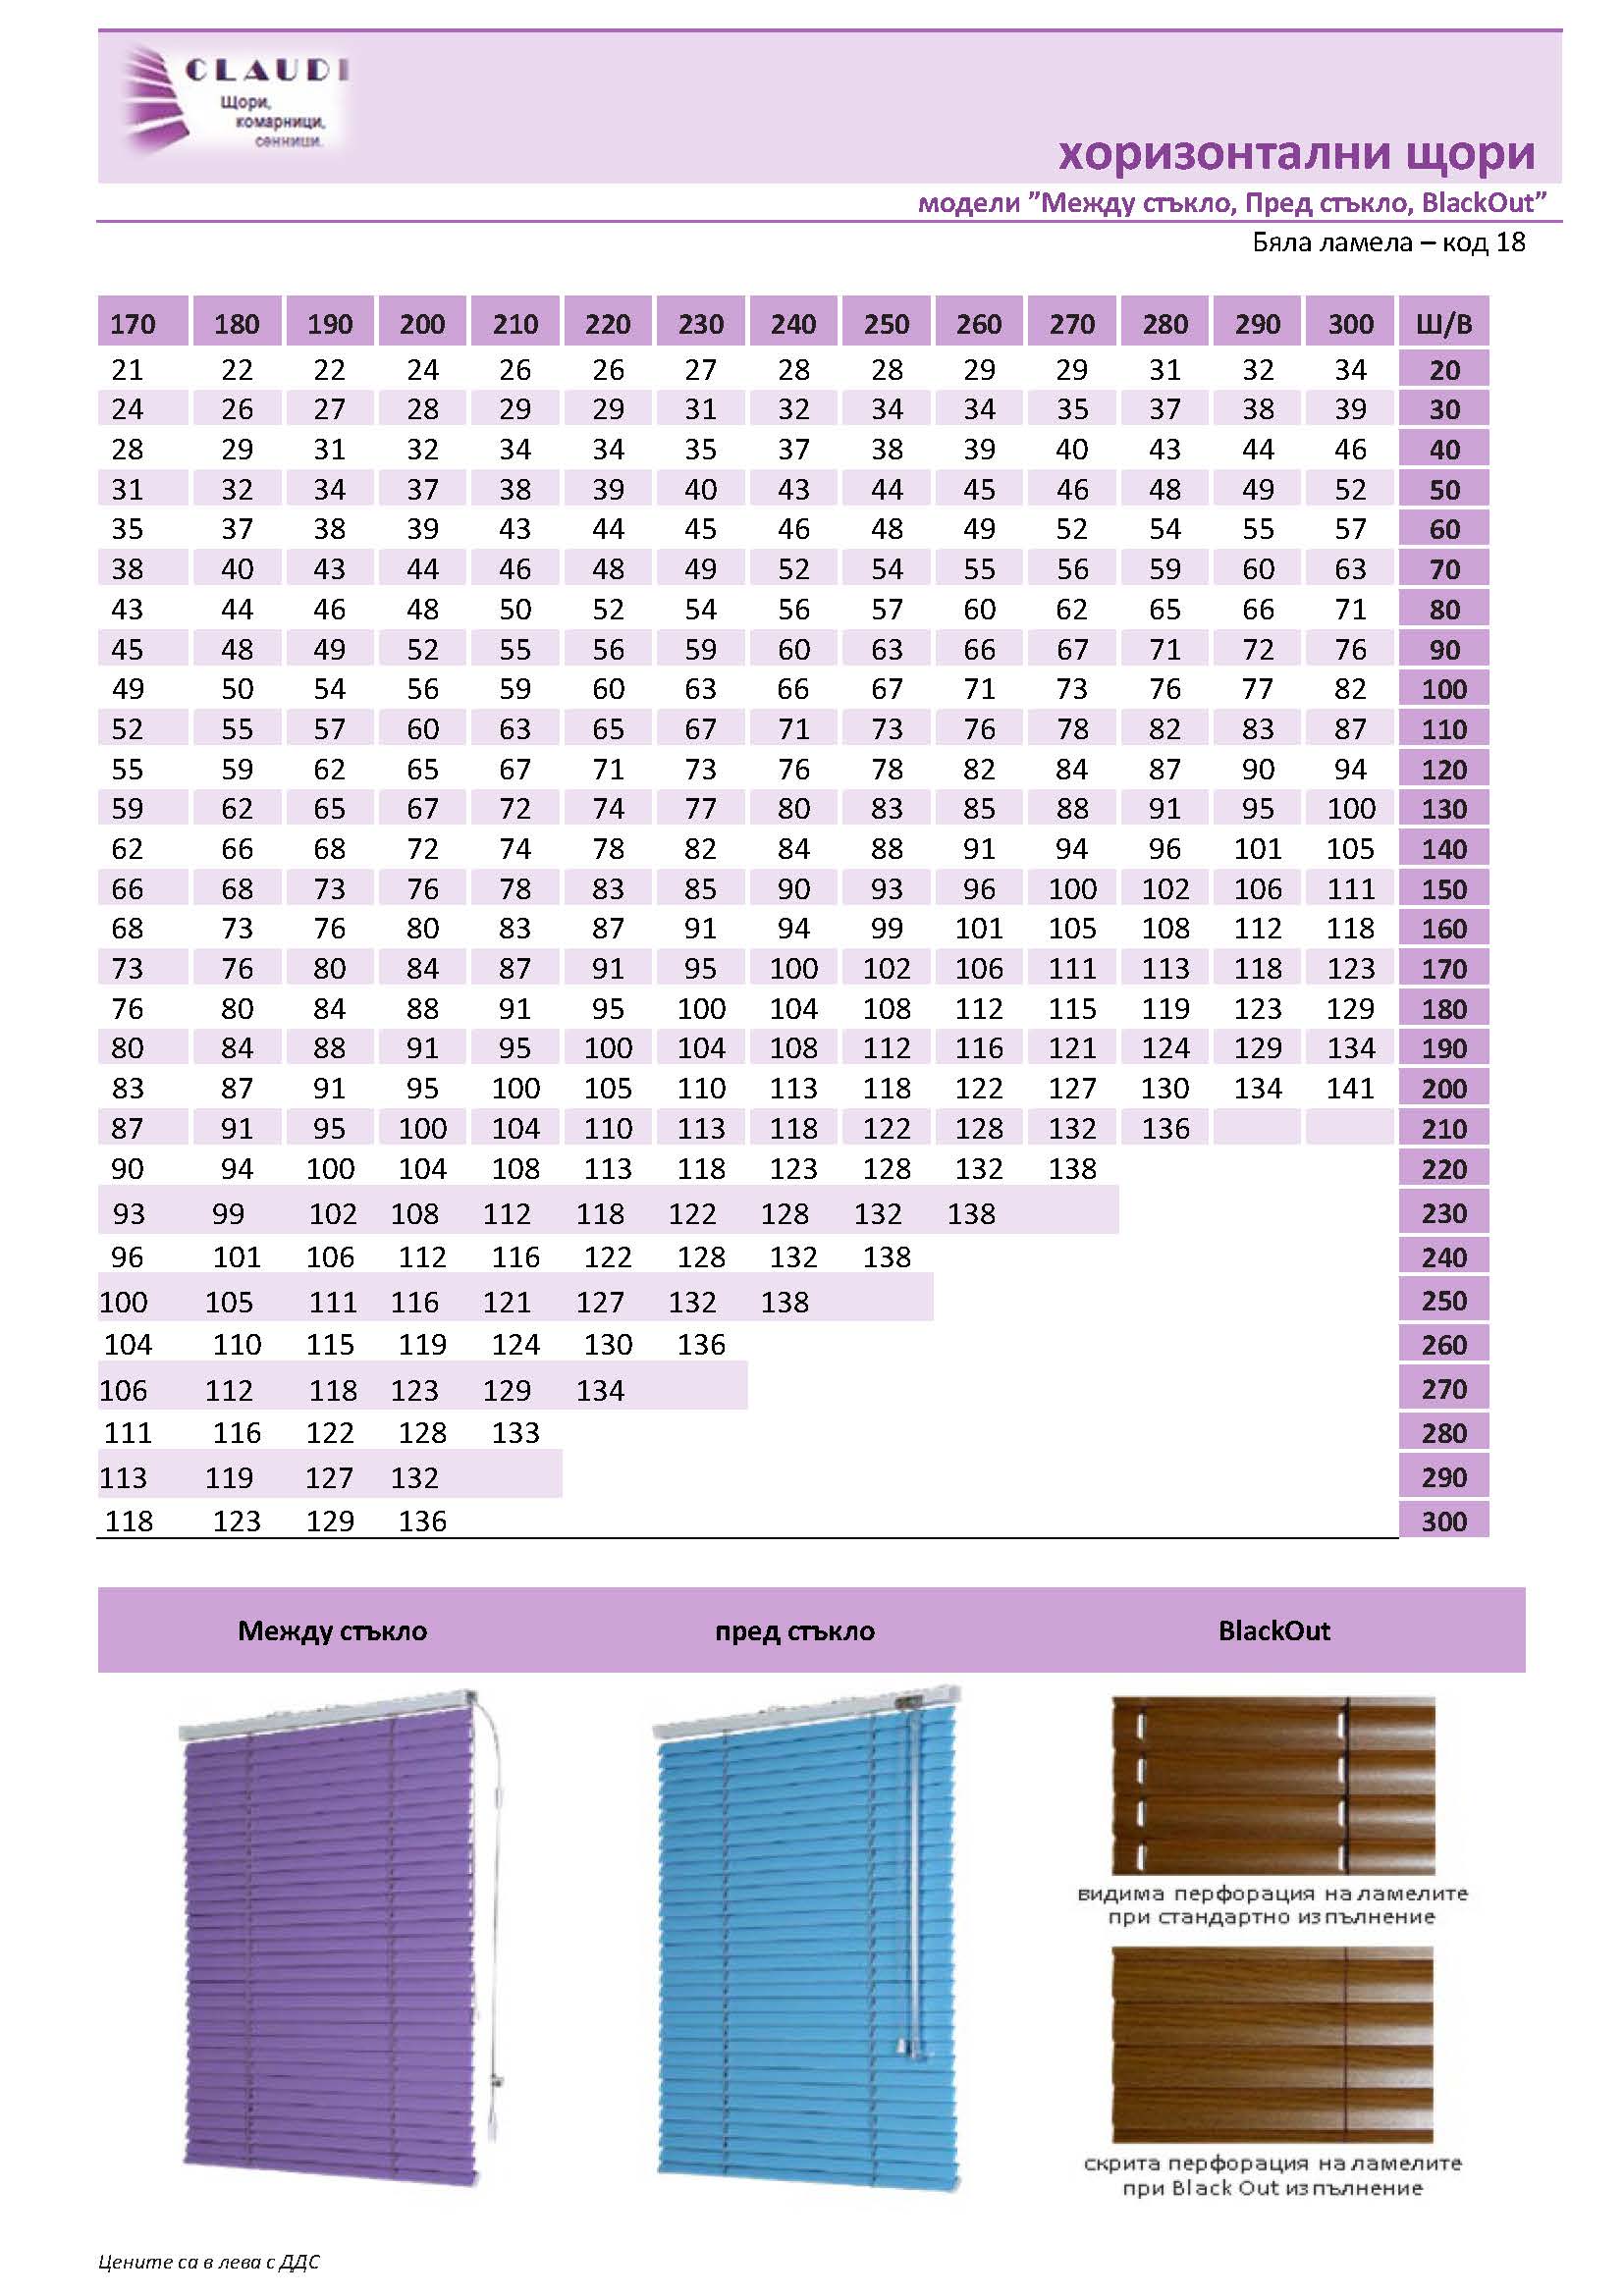 CLAUDI
Щори,
комарници,
сенници.
хоризонтални щори
модели ”Между стъкло, Пред стъкло, BlackOut”
Бяла ламела – код 18
170 180 190 200 210 220 230 240 250 260 270 280 290 300 Ш/В
21 22 22 24 26 26 27 28 28 29 29 31 32 34 20
24 26 27 28 29 29 31 32 34 34 35 37 38 39 30
28 29 31 32 34 34 35 37 38 39 40 43 44 46 40
31 32 34 37 38 39 40 43 44 45 46 48 49 52 50
35 37 38 39 43 44 45 46 48 49 52 54 55 57 60
38 40 43 44 46 48 49 52 54 55 56 59 60 63 70
43 44 46 48 50 52 54 56 57 60 62 65 66 71 80
45 48 49 52 55 56 59 60 63 66 67 71 72 76 90
49 50 54 56 59 60 63 66 67 71 73 76 77 82 100
52 55 57 60 63 65 67 71 73 76 78 82 83 87 110
55 59 62 65 67 71 73 76 78 82 84 87 90 94 120
59 62 65 67 72 74 77 80 83 85 88 91 95 100 130
62 66 68 72 74 78 82 84 88 91 94 96 101 105 140
66 68 73 76 78 83 85 90 93 96 100 102 106 111 150
68 73 76 80 83 87 91 94 99 101 105 108 112 118 160
73 76 80 84 87 91 95 100 102 106 111 113 118 123 170
76 80 84 88 91 95 100 104 108 112 115 119 123 129 180
80 84 88 91 95 100 104 108 112 116 121 124 129 134 190
83 87 91 95 100 105 110 113 118 122 127 130 134 141 200
87 91 95 100 104 110 113 118 122 128 132 136 210
90 94 100 104 108 113 118 123 128 132 138 220
93 99 102 108 112 118 122 128 132 138 230
96 101 106 112 116 122 128 132 138 240
100 105 111 116 121 127 132 138 250
104 110 115 119 124 130 136 260
106 112 118 123 129 134 270
111 116 122 128 133 280
113 119 127 132 290
118 123 129 136 300
Между стъкло пред стъкло BlackOut
видима перфорация на ламелите
при стандартно изпълнение
скрита перфорация на ламелите
при Black Out изпълнение
Цените са в лева с ДДС